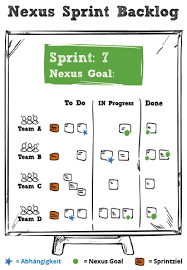 Nexus Sprint Backlog
Sprint: 7
Nexus Goal:
To Do IN Progress Done
Team A
Team B
Team C
Team D
= Abhängigkeit = Nexus Goal = Sprintziel